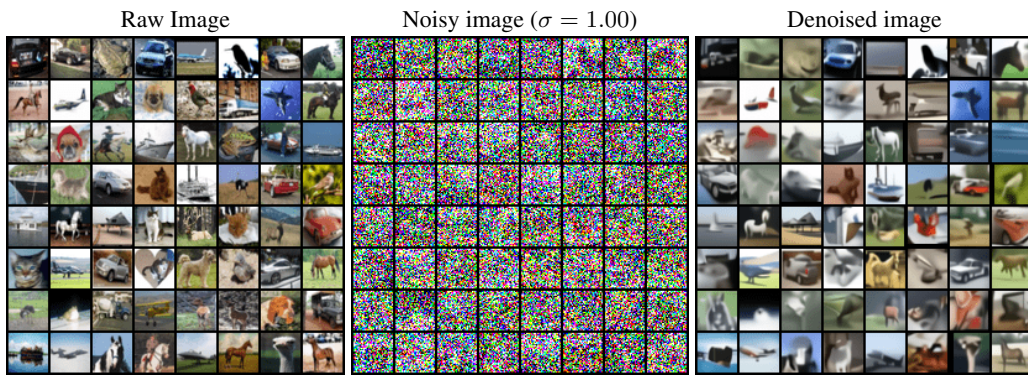 Raw Image
Noisy image (σ = 1.00)
Denoised image